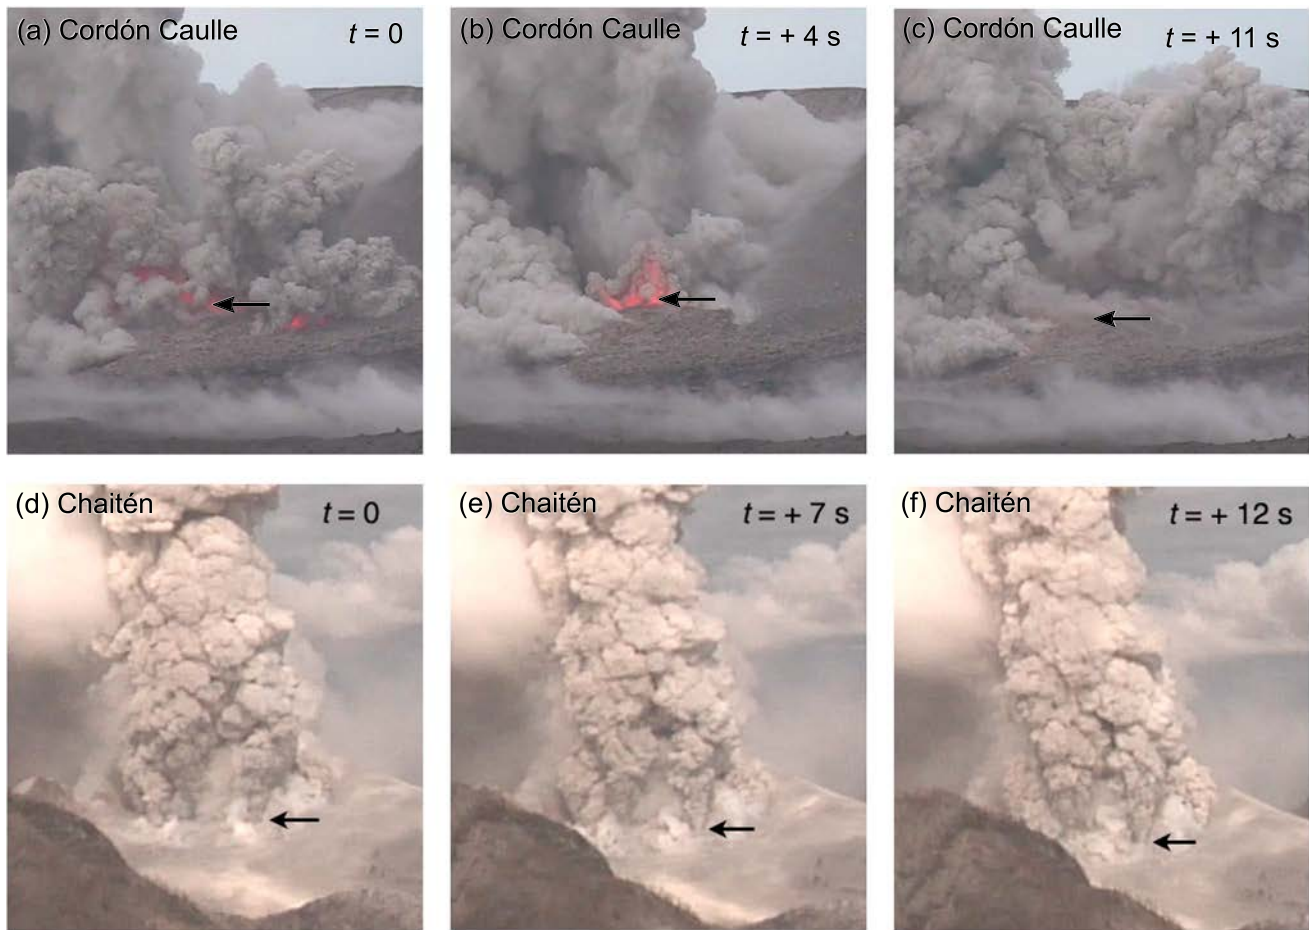 (a) Cordón Caulle t = 0
(b) Cordón Caulle t = + 4 s
(c) Cordón Caulle t = + 11 s
(d) Chaitén t = 0
(e) Chaitén t = + 7 s
(f) Chaitén t = + 12 s